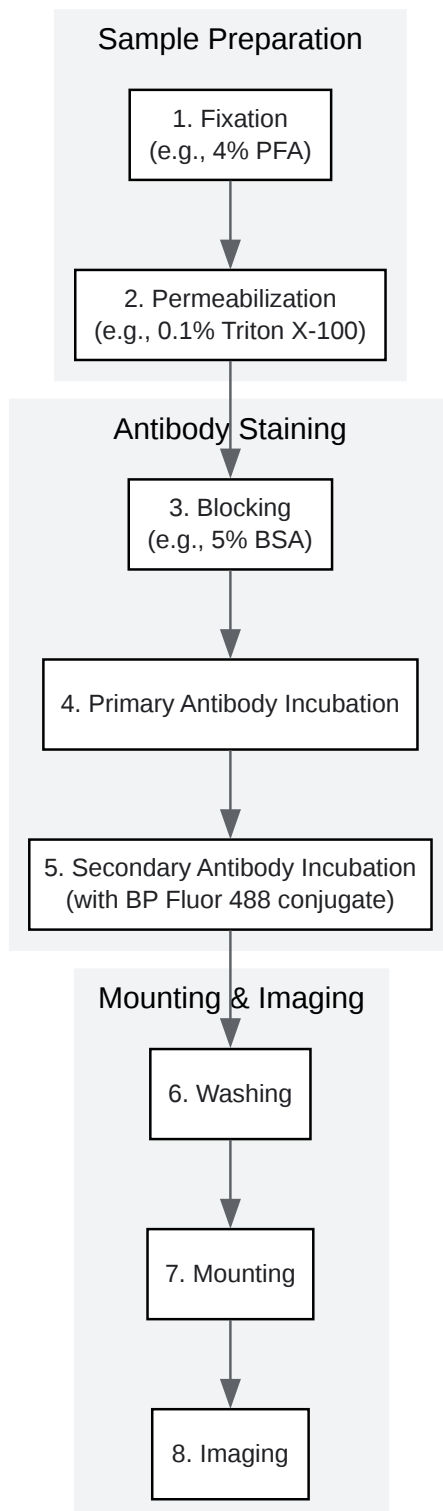 Sample Preparation
1. Fixation
(e.g., 4% PFA)
2. Permeabilization
(e.g., 0.1% Triton X-100)
Antibody Staining
3. Blocking
(e.g., 5% BSA)
4. Primary Antibody Incubation
5. Secondary Antibody Incubation
(with BP Fluor 488 conjugate)
Mounting & Imaging
6. Washing
7. Mounting
8. Imaging